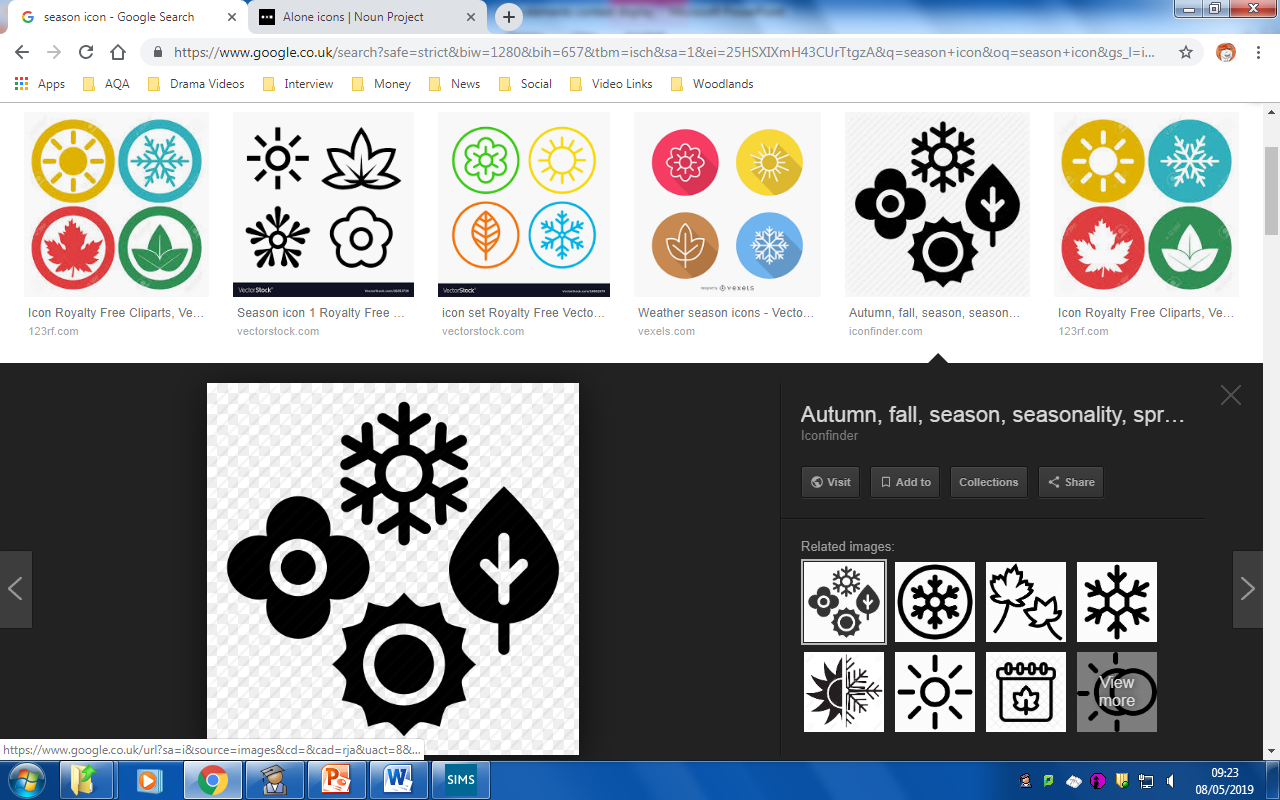 season icon - Google Search
Alone icons | Noun Project
https://www.google.co.uk/search?safe=strict&biw=1280&bih=657&tbm=isch&sa=1&ei=25HSXIXmH43CUrTtgzA&q=season+icon&oq=season+icon&gs_l=i...
Apps AQA Drama Videos Interview Money News Social Video Links Woodlands
VectorStock®
VectorStock®
vexels
Icon Royalty Free Cliparts, Ve...
123rf.com
Season icon 1 Royalty Free ...
vectorstock.com
icon set Royalty Free Vecto...
vectorstock.com
Weather season icons - Vecto...
vexels.com
Autumn, fall, season, season...
iconfinder.com
Icon Royalty Free Cliparts, Ve...
123rf.com
Autumn, fall, season, seasonality, spr...
Iconfinder
Visit Add to Collections Share
Related images:
View
more
https://www.google.co.uk/url?sa=i&source=images&cd=&cad=rja&uact=8&...
SIMS
09:23
08/05/2019